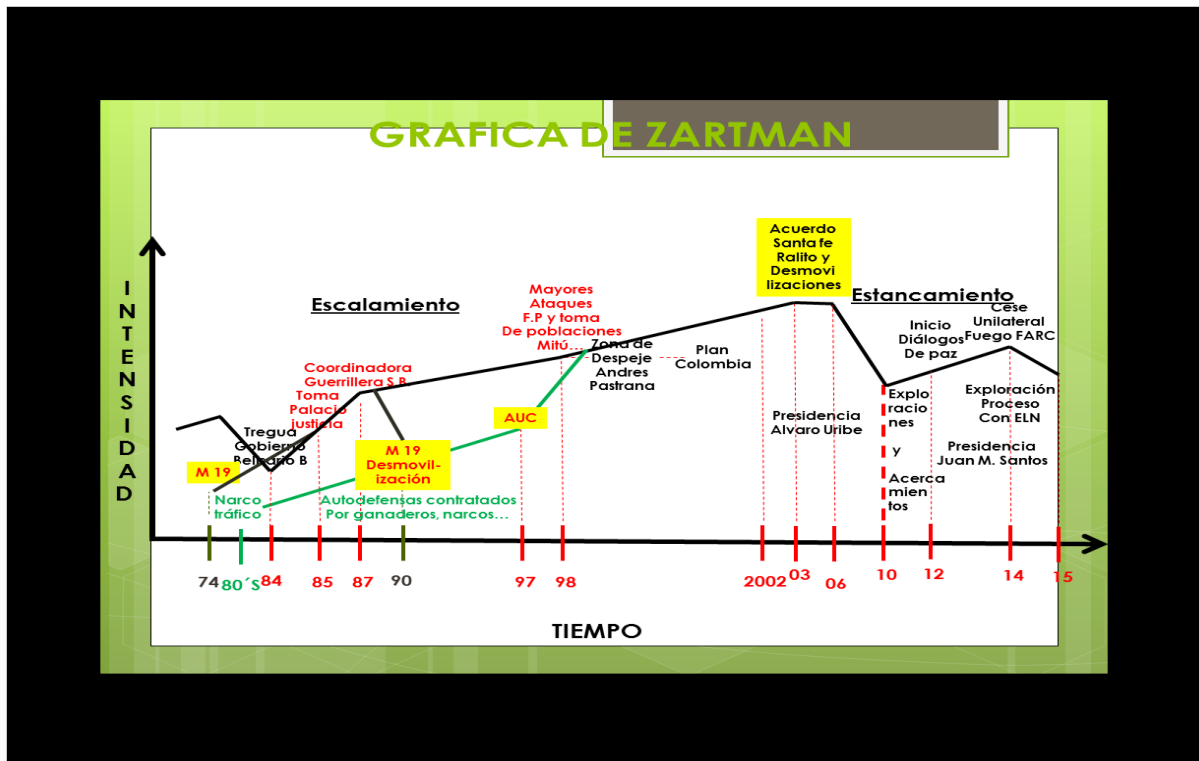 GRAFICA DE ZARTMAN
INTENSIDAD
Escalamiento
Estancamiento
Acuerdo
Santa fe
Ralito y
Desmovi
lizaciones
Mayores
Ataques
F.P y toma
De poblaciones
Mitú...
Zona de
Despeje
Andres
Pastrana
Plan
Colombia
Inicio
Diálogos
De paz
Cese
Unilateral
Fuego FARC
Coordinadora
Guerrillera S.B.
Toma
Palacio
justicia
Tregua
Gobierno
Belisario B
M 19
AUC
M 19
Desmovil-
ización
Presidencia
Alvaro Uribe
Explo
racio
nes
y
Acerca
mien
tos
Exploración
Proceso
Con ELN
Presidencia
Juan M. Santos
Narco
tráfico
Autodefensas contratados
Por ganaderos, narcos...
74
80´S
84
85
87
90
97
98
2002
03
06
10
12
14
15
TIEMPO